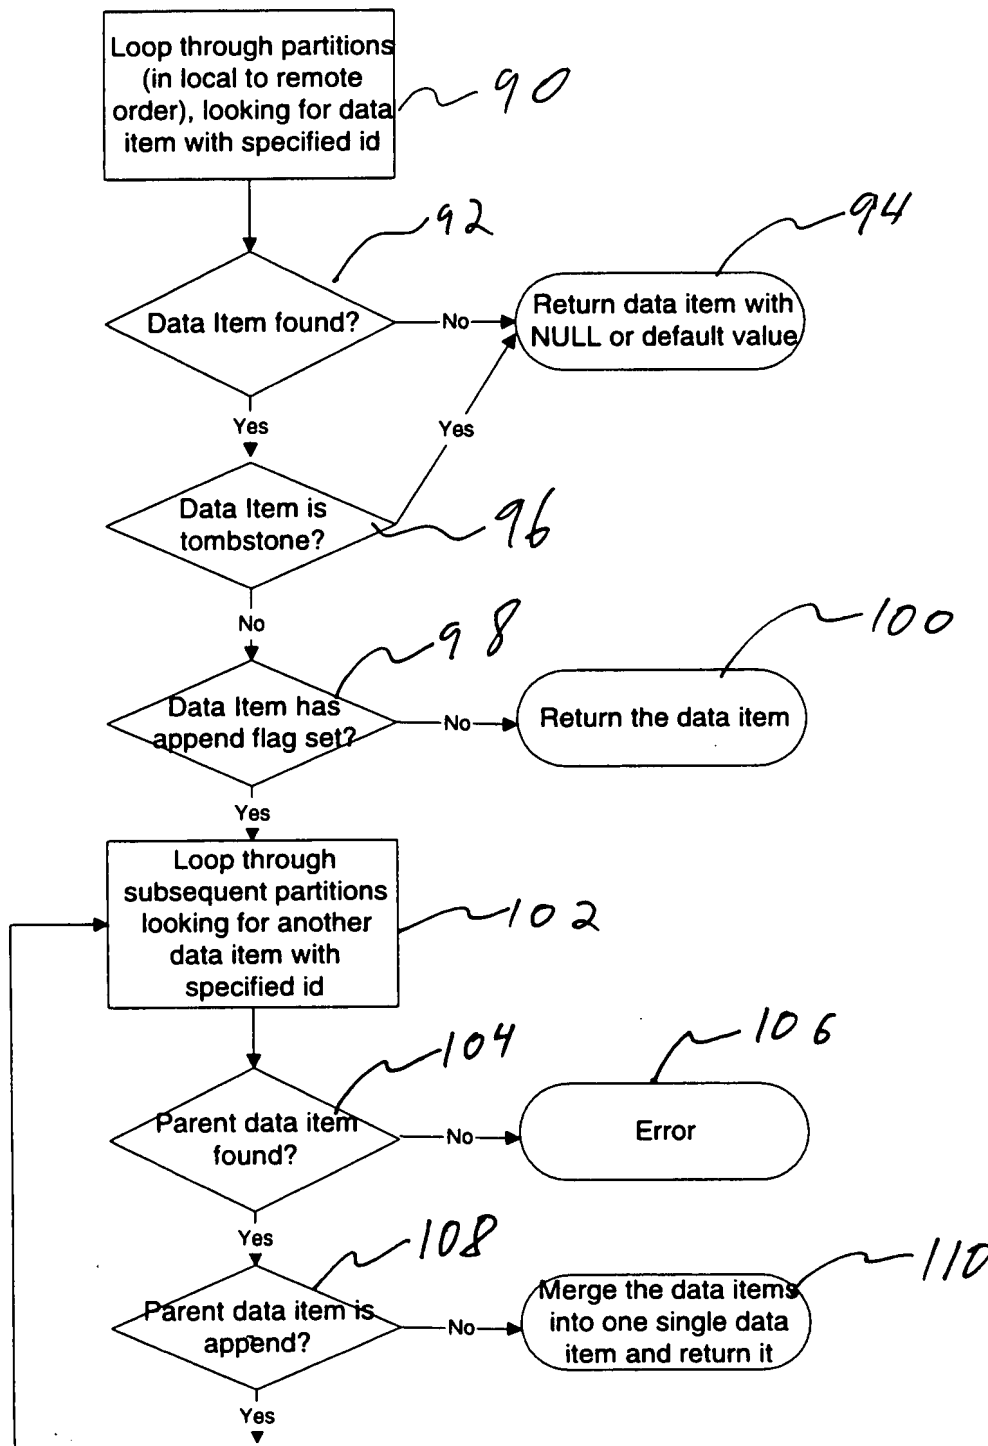 Loop through partitions
(in local to remote
order), looking for data
item with specified id
90
92
94
Data Item found?
No
Return data item with
NULL or default value
Yes
Yes
Data Item is
tombstone?
96
No
98
100
Data Item has
append flag set?
No
Return the data item
Yes
Loop through
subsequent partitions
looking for another
data item with
specified id
102
104
106
Parent data item
found?
No
Error
Yes
108
110
Parent data item is
append?
No
Merge the data items
into one single data
item and return it
Yes